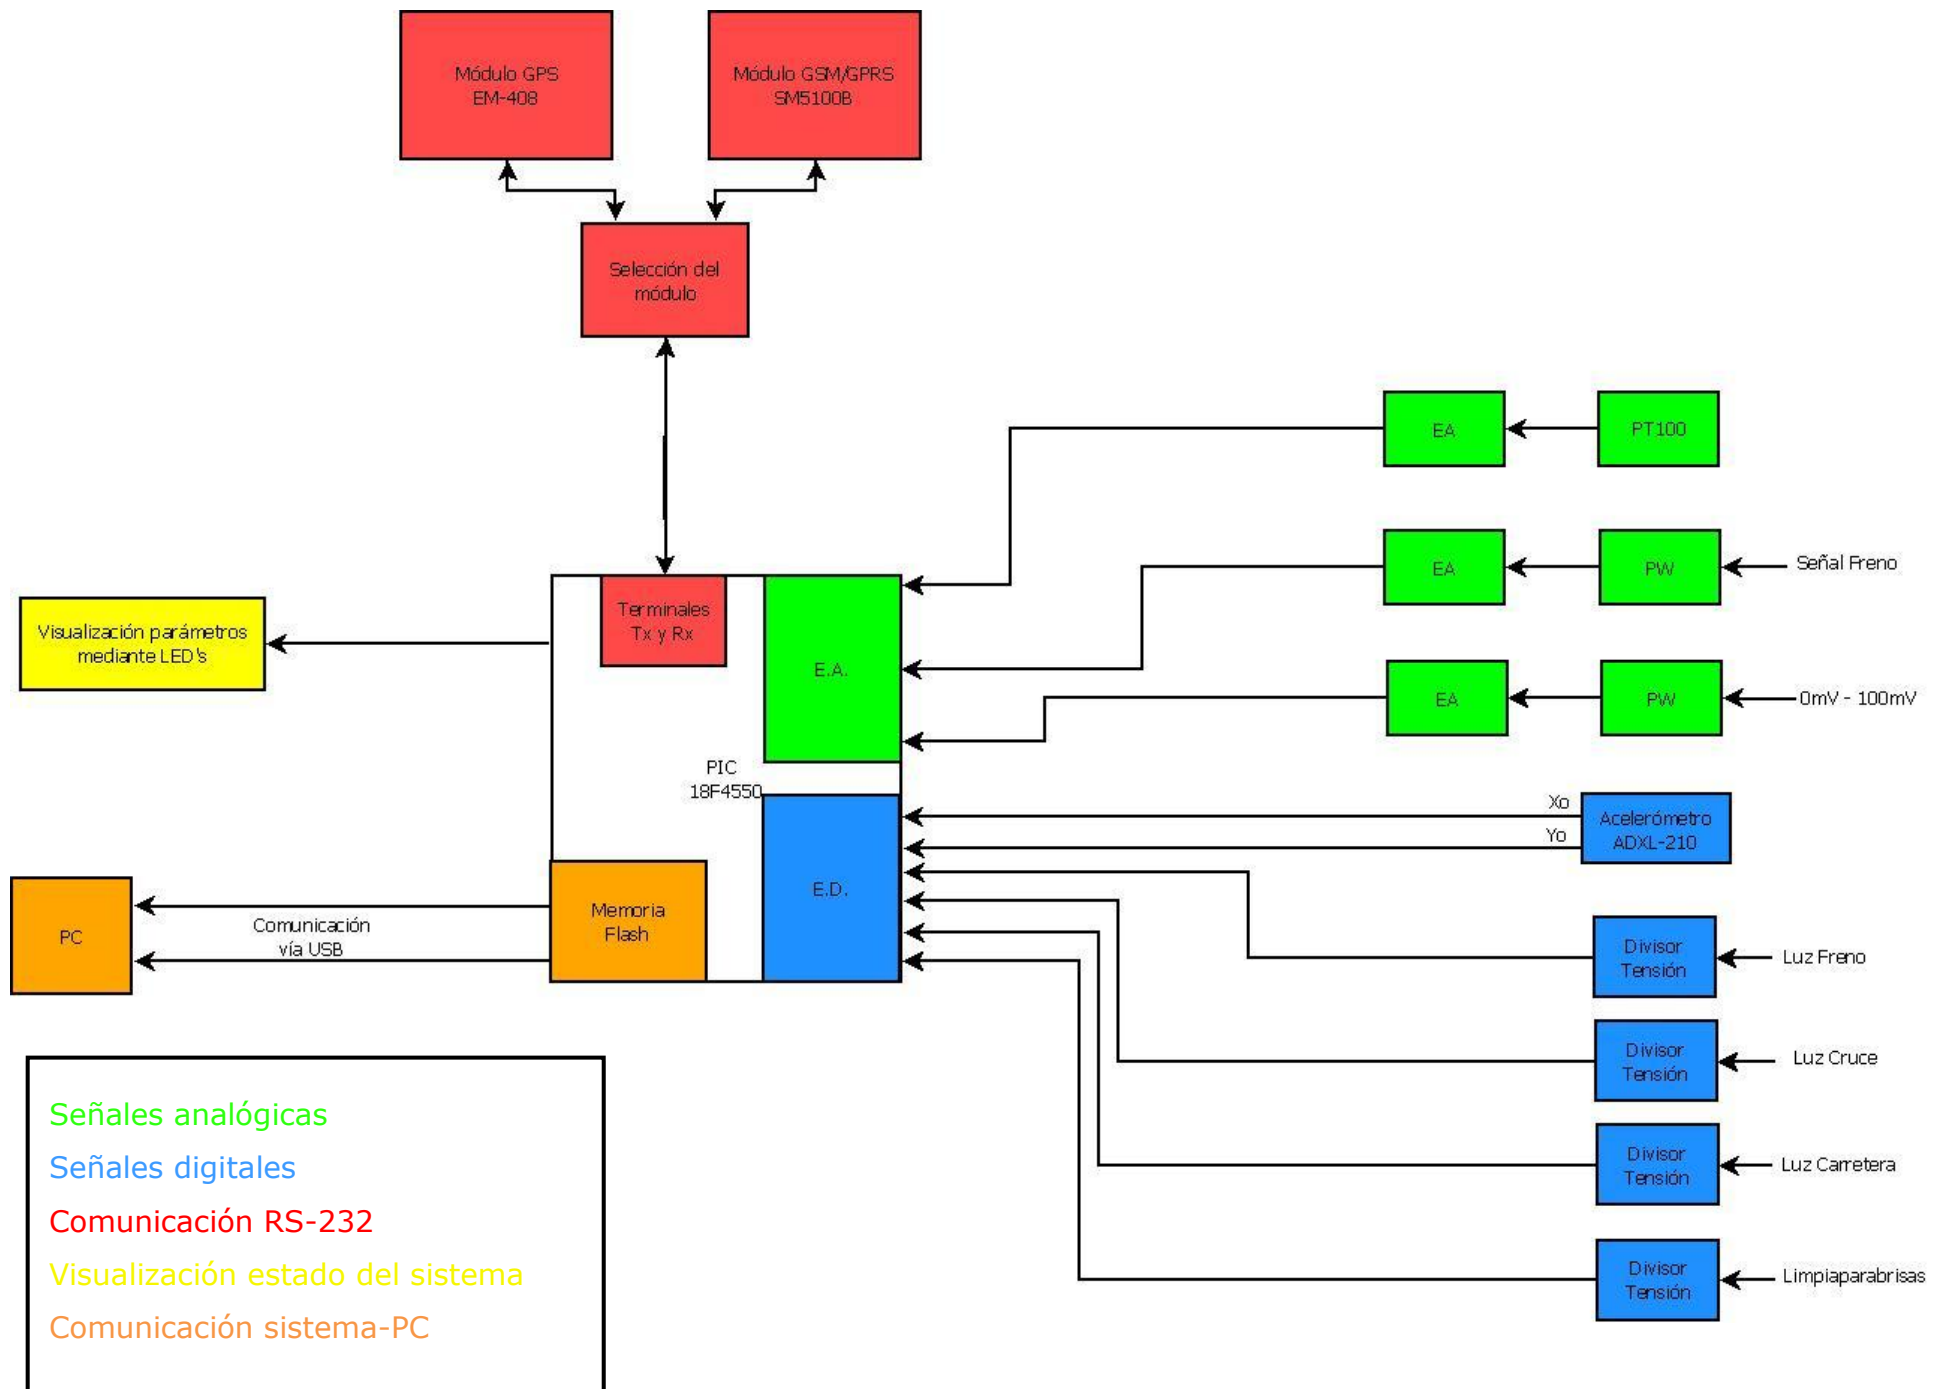 Módulo GPS
EM-408
Módulo GSM/GPRS
SM5100B
Selección del
módulo
EA
PT100
EA
PW
Señal Freno
Terminales
Tx y Rx
Visualización parámetros
mediante LED's
E.A.
EA
PW
0mV - 100mV
PIC
18F4550
Xo
Yo
Acelerómetro
ADXL-210
E.D.
Memoria
Flash
PC
Comunicación
vía USB
Divisor
Tensión
Luz Freno
Divisor
Tensión
Luz Cruce
Divisor
Tensión
Luz Carretera
Divisor
Tensión
Limpiaparabrisas
Señales analógicas
Señales digitales
Comunicación RS-232
Visualización estado del sistema
Comunicación sistema-PC